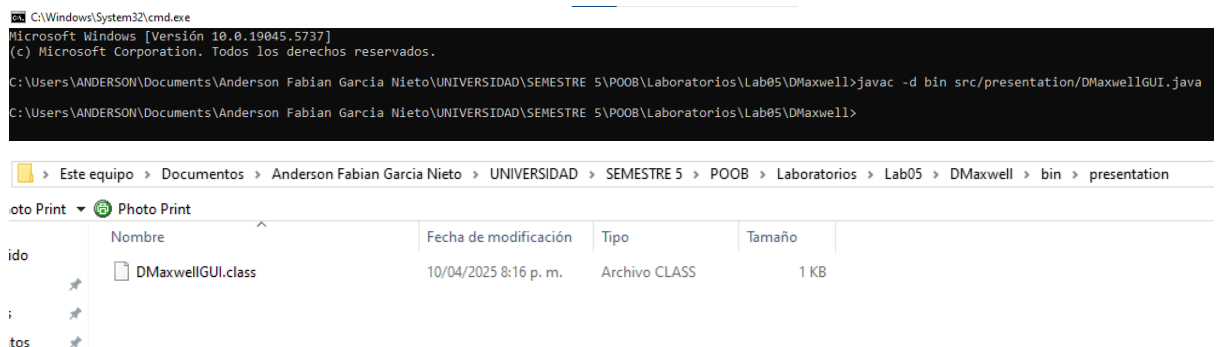 C:\Windows\System32\cmd.exe
Microsoft Windows [Versión 10.0.19045.5737]
(c) Microsoft Corporation. Todos los derechos reservados.
C:\Users\ANDERSON\Documents\Anderson Fabian Garcia Nieto\UNIVERSIDAD\SEMESTRE 5\POOB\Laboratorios\Lab05\DMaxwell>javac -d bin src/presentation/DMaxwellGUI.java
C:\Users\ANDERSON\Documents\Anderson Fabian Garcia Nieto\UNIVERSIDAD\SEMESTRE 5\POOB\Laboratorios\Lab05\DMaxwell>
> Este equipo > Documentos > Anderson Fabian Garcia Nieto > UNIVERSIDAD > SEMESTRE 5 > POOB > Laboratorios > Lab05 > DMaxwell > bin > presentation
oto Print Photo Print
Nombre Fecha de modificación Tipo Tamaño
ido
DMaxwellGUI.class 10/04/2025 8:16 p. m. Archivo CLASS 1 KB
s
tos